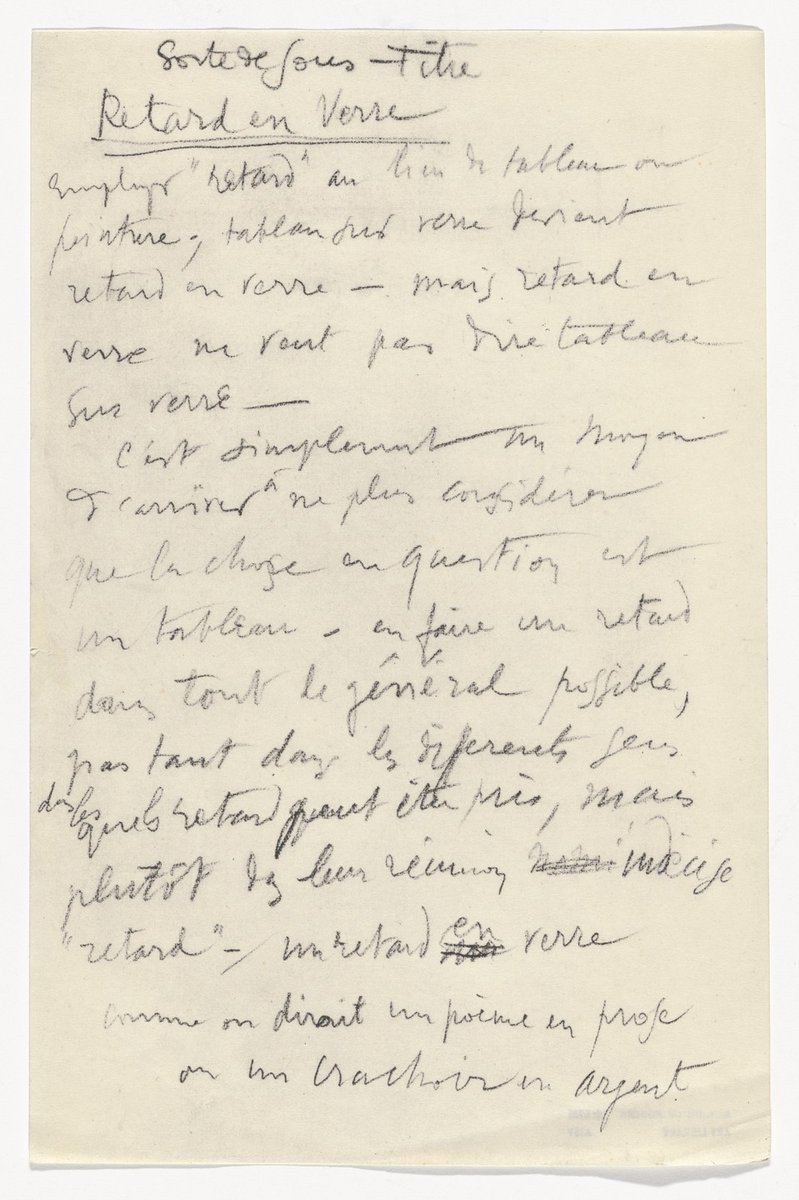 Sorte de Sous-Titre
Retard en Verre
Employer "retard" au lieu de tableau ou
peinture; tableau sur verre devient
retard en verre — mais retard en
verre ne veut pas dire tableau
sur verre —
C'est simplement un moyen
d'arriver à ne plus considérer
que la chose en question est
un tableau - en faire un retard
dans tout le général possible,
pas tant dans les différents sens
dans lesquels retard peut être pris, mais
plutôt dans leur réunion indécise
"retard" -/ un retard en verre
comme on dirait un poème en prose
ou un crachoir en argent